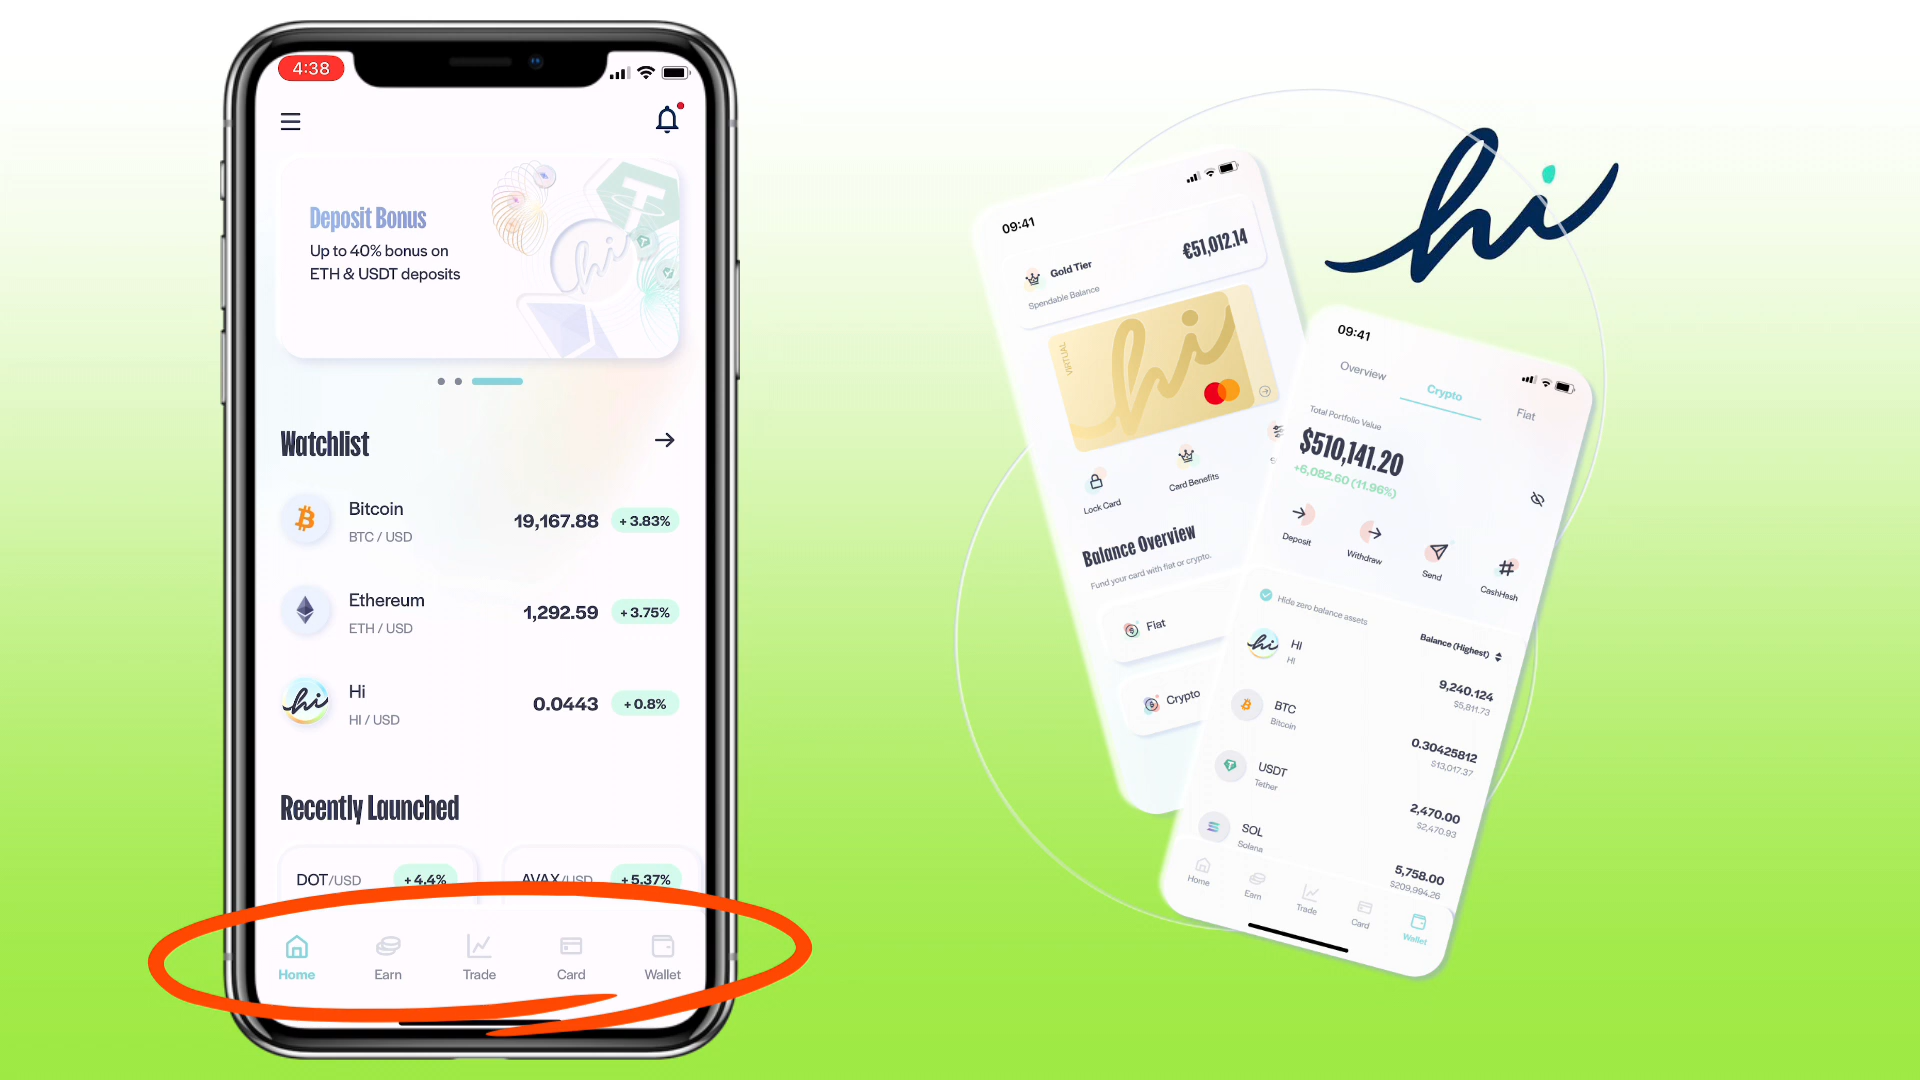 4:38
Deposit Bonus
Up to 40% bonus on
ETH & USDT deposits
Watchlist
Bitcoin
BTC / USD
19,167.88
+ 3.83%
Ethereum
ETH / USD
1,292.59
+ 3.75%
Hi
HI / USD
0.0443
+ 0.8%
Recently Launched
DOT/USD
+ 4.4%
AVAX/USD
+ 5.37%
Home
Earn
Trade
Card
Wallet
hi
09:41
Gold Tier
€51,012.14
Spendable Balance
VIRTUAL
hi
Lock Card
Card Benefits
Balance Overview
Fund your card with fiat or crypto.
Fiat
Crypto
09:41
Overview
Crypto
Fiat
Total Portfolio Value
$510,141.20
+6,082.60 (11.96%)
Deposit
Withdraw
Send
CashHash
Hide zero balance assets
Balance (Highest)
HI
HI
9,240.124
$5,811.73
BTC
Bitcoin
0.30425812
$13,017.37
USDT
Tether
2,470.00
$2,470.93
SOL
Solana
5,758.00
$209,994.26
Home
Earn
Trade
Card
Wallet